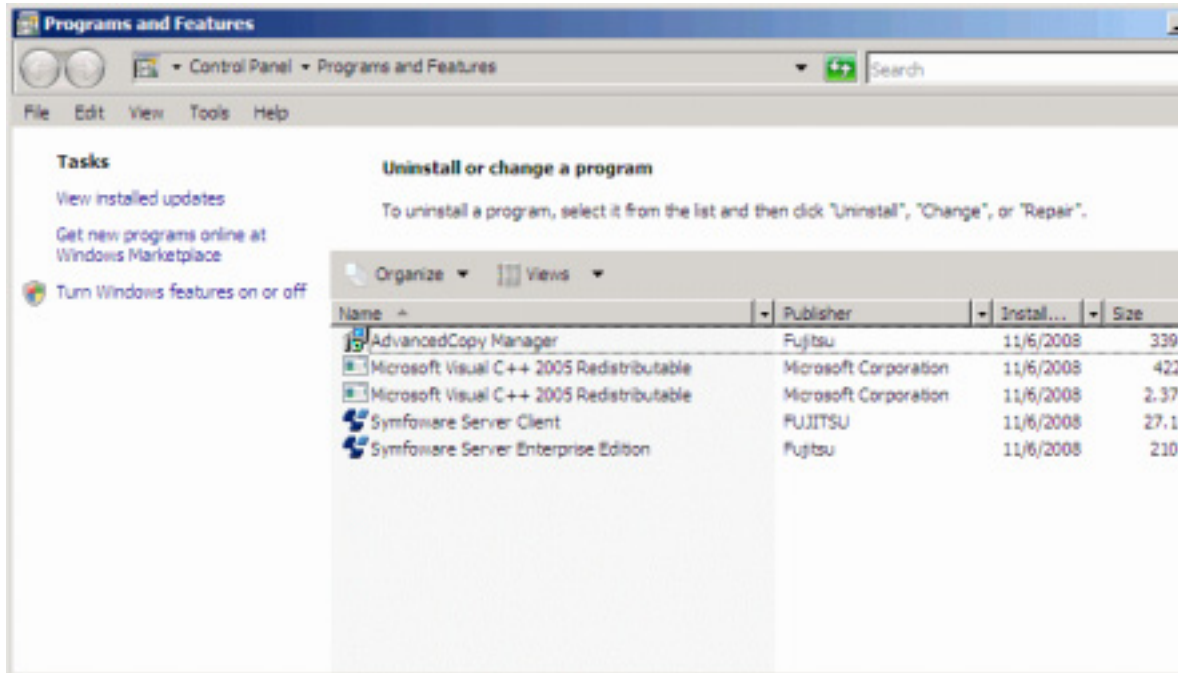 Programs and Features
Control Panel Programs and Features Search
File Edit View Tools Help
Tasks
View installed updates
Get new programs online at
Windows Marketplace
Turn Windows features on or off
Uninstall or change a program
To uninstall a program, select it from the list and then click "Uninstall", "Change", or "Repair".
Organize Views
Name Publisher Install... Size
AdvancedCopy Manager Fujitsu 11/6/2008 339
Microsoft Visual C++ 2005 Redistributable Microsoft Corporation 11/6/2008 422
Microsoft Visual C++ 2005 Redistributable Microsoft Corporation 11/6/2008 2.37
Symfoware Server Client FUJITSU 11/6/2008 27.1
Symfoware Server Enterprise Edition Fujitsu 11/6/2008 210